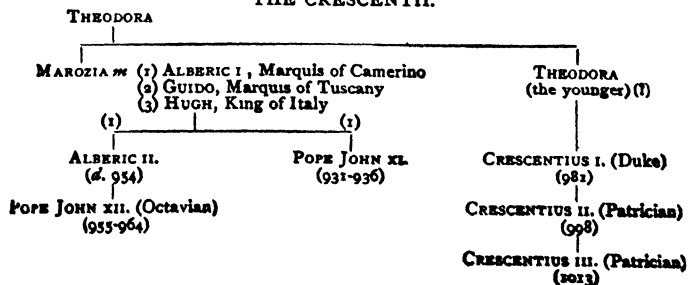 THE CRESCENTII.
THEODORA
MAROZIA m (1) ALBERIC I, Marquis of Camerino
(2) GUIDO, Marquis of Tuscany
(3) HUGH, King of Italy
THEODORA
(the younger) (?)
(1) (1)
ALBERIC II.
(d. 954)
POPE JOHN XI.
(931-936)
CRESCENTIUS I. (Duke)
(981)
POPE JOHN XII. (Octavian)
(955-964)
CRESCENTIUS II. (Patrician)
(998)
CRESCENTIUS III. (Patrician)
(1013)